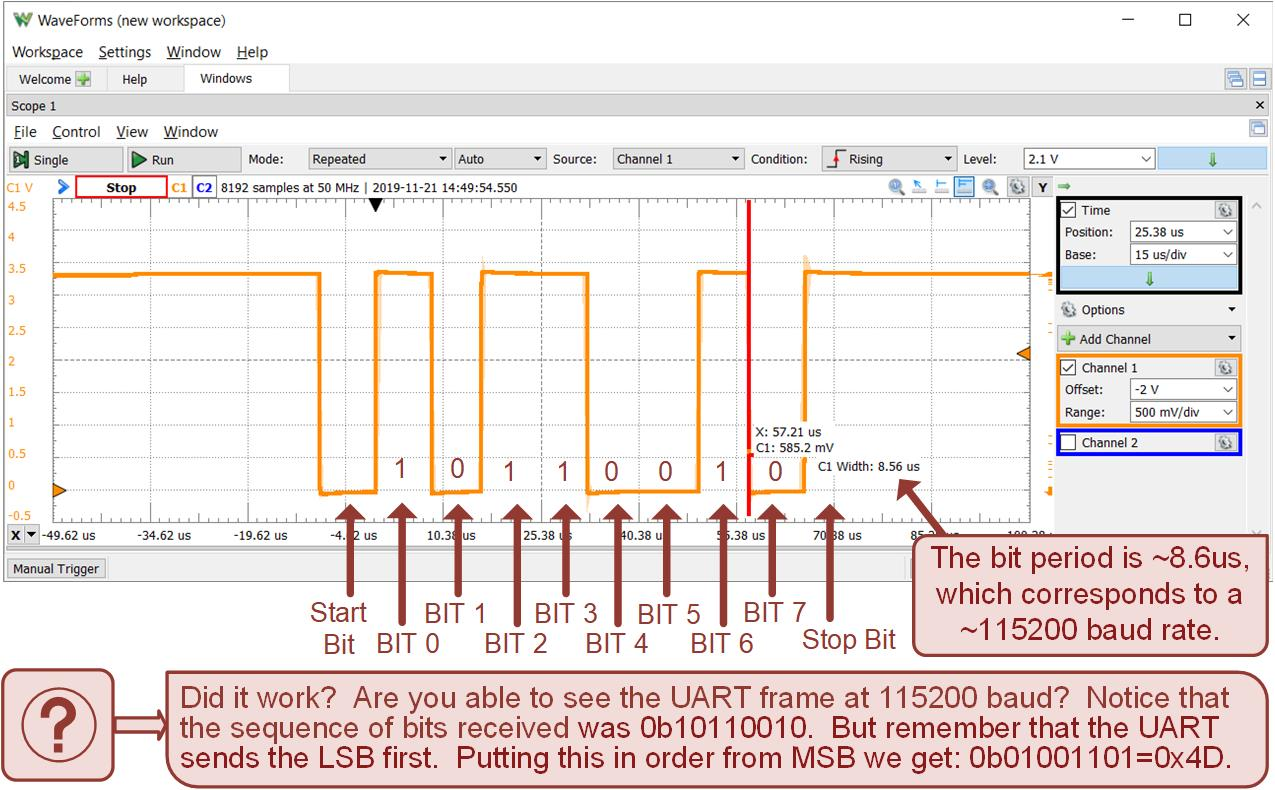 WaveForms (new workspace)
Workspace Settings Window Help
Welcome Help Windows
Scope 1
File Control View Window
Single Run Mode: Repeated Auto Source: Channel 1 Condition: Rising Level: 2.1 V
C1 V Stop C1 C2 8192 samples at 50 MHz | 2019-11-21 14:49:54.550 Y
4.5
4
3.5
3
2.5
2
1.5
1
0.5
0
-0.5
Time
Position: 25.38 us
Base: 15 us/div
Options
Add Channel
Channel 1
Offset: -2 V
Range: 500 mV/div
Channel 2
X: 57.21 us
C1: 585.2 mV
C1 Width: 8.56 us
1 0 1 1 0 0 1 0
X -49.62 us -34.62 us -19.62 us -4.62 us 10.38 us 25.38 us 40.38 us 55.38 us 70.38 us
Manual Trigger
Start
Bit
BIT 0
BIT 1
BIT 2
BIT 3
BIT 4
BIT 5
BIT 6
BIT 7
Stop Bit
The bit period is ~8.6us,
which corresponds to a
~115200 baud rate.
?
Did it work? Are you able to see the UART frame at 115200 baud? Notice that
the sequence of bits received was 0b10110010. But remember that the UART
sends the LSB first. Putting this in order from MSB we get: 0b01001101=0x4D.